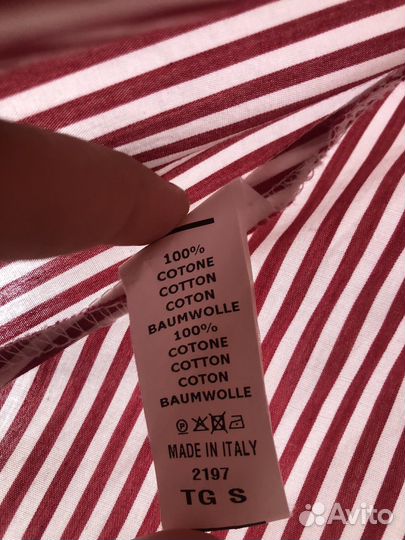 100%
COTONE
COTTON
COTON
BAUMWOLLE
100%
COTONE
COTTON
COTON
BAUMWOLLE
P
MADE IN ITALY
2197
TG S
Avito